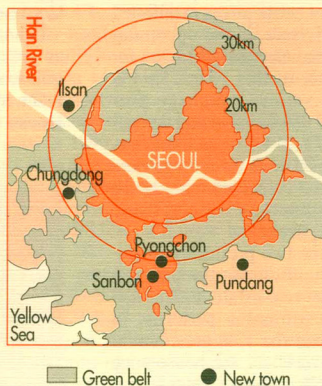 Han River
30km
Ilsan
20km
SEOUL
Chungdong
Pyongchon
Sanbon
Pundang
Yellow
Sea
Green belt
New town